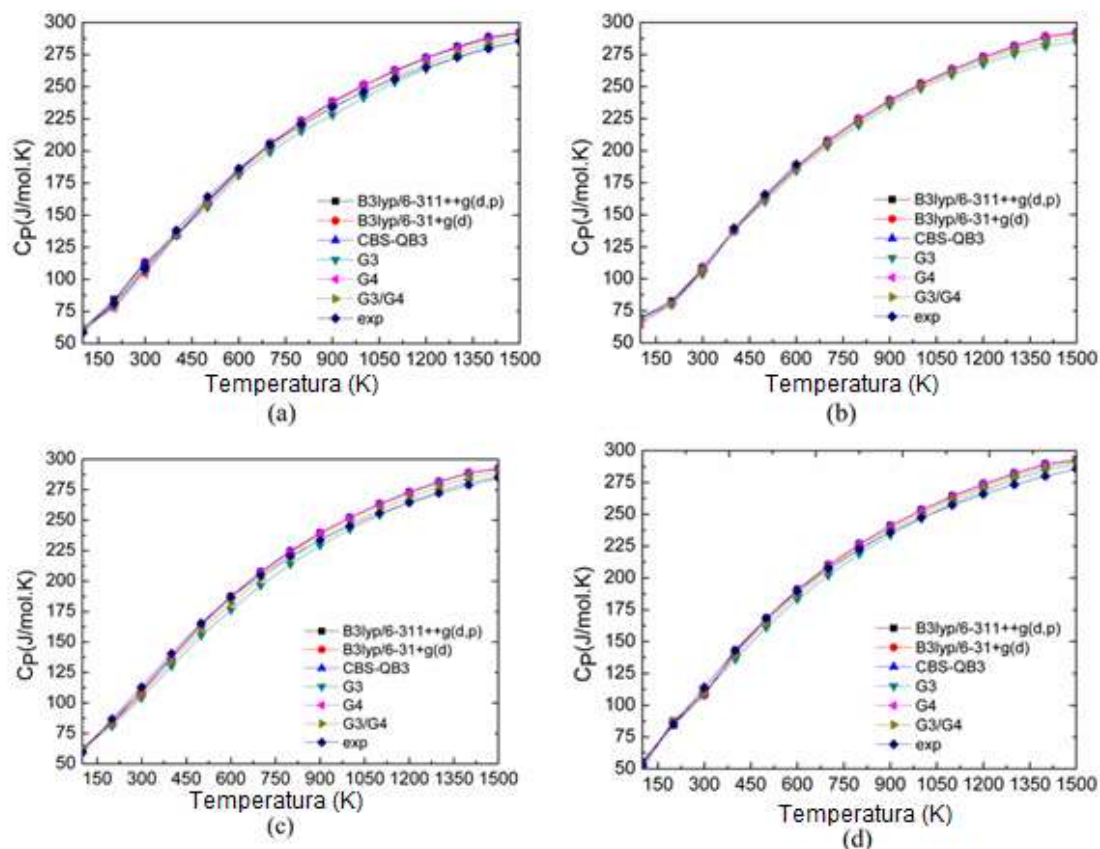 300
275
250
225
200
175
150
125
100
75
50
Cp(J/mol.K)
B3lyp/6-311++g(d,p)
B3lyp/6-31+g(d)
CBS-QB3
G3
G4
G3/G4
exp
150 300 450 600 750 900 1050 1200 1350 1500
Temperatura (K)
(a)
300
275
250
225
200
175
150
125
100
75
50
Cp(J/mol.K)
B3lyp/6-311++g(d,p)
B3lyp/6-31+g(d)
CBS-QB3
G3
G4
G3/G4
exp
150 300 450 600 750 900 1050 1200 1350 1500
Temperatura (K)
(b)
300
275
250
225
200
175
150
125
100
75
50
Cp(J/mol.K)
B3lyp/6-311++g(d,p)
B3lyp/6-31+g(d)
CBS-QB3
G3
G4
G3/G4
exp
150 300 450 600 750 900 1050 1200 1350 1500
Temperatura (K)
(c)
300
275
250
225
200
175
150
125
100
75
50
Cp(J/mol.K)
B3lyp/6-311++g(d,p)
B3lyp/6-31+g(d)
CBS-QB3
G3
G4
G3/G4
exp
150 300 450 600 750 900 1050 1200 1350 1500
Temperatura (K)
(d)